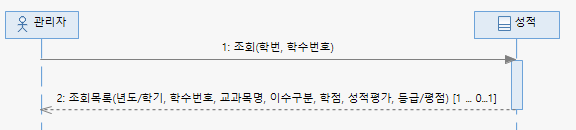 관리자
성적
1: 조회(학번, 학수번호)
2: 조회목록(년도/학기, 학수번호, 교과목명, 이수구분, 학점, 성적평가, 등급/평점) [1 ... 0...1]